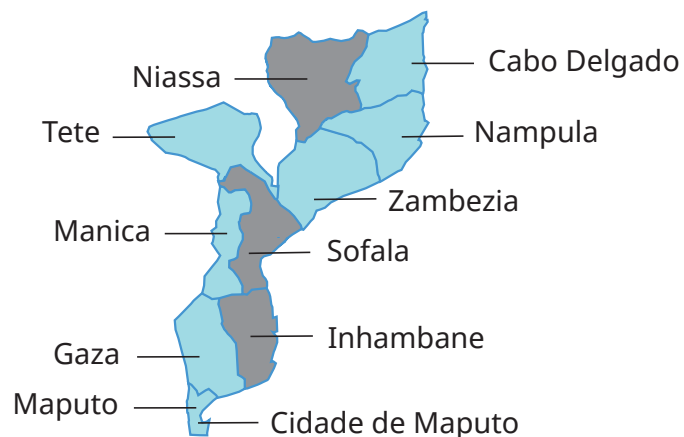 Cabo Delgado
Niassa
Tete
Nampula
Zambezia
Manica
Sofala
Inhambane
Gaza
Maputo
Cidade de Maputo